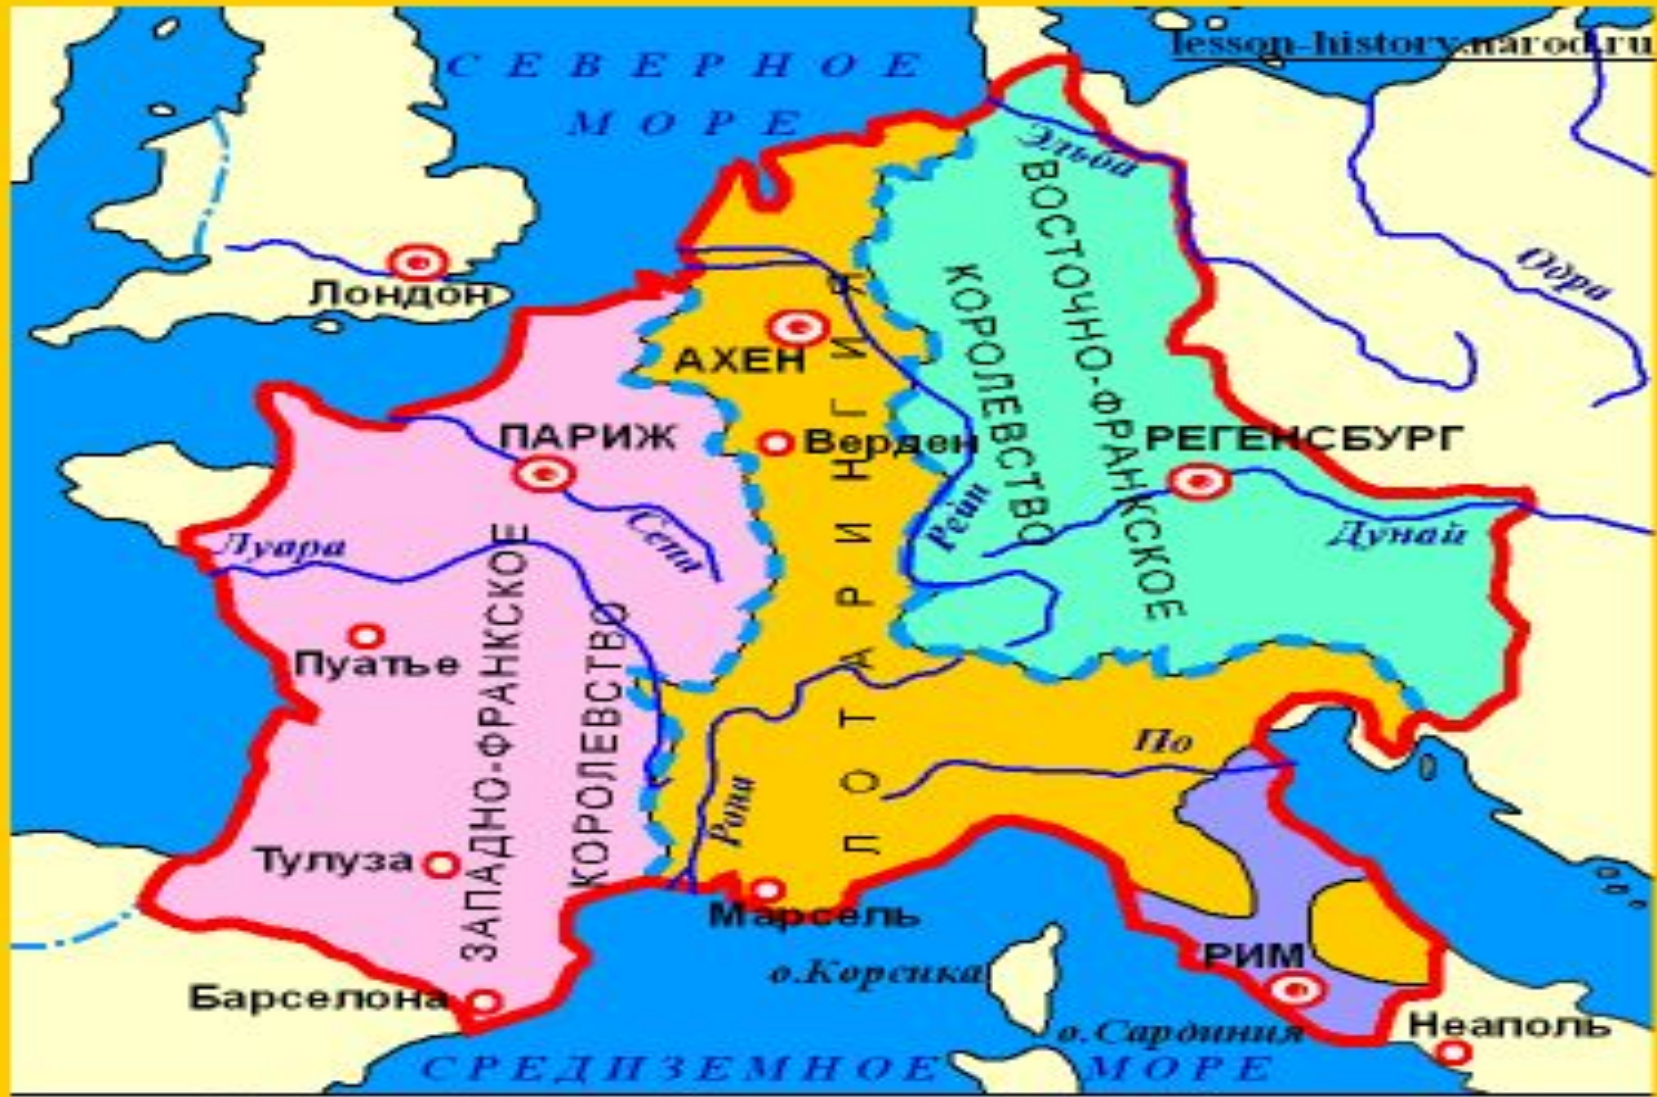 lesson-history.narod.ru
СЕВЕРНОЕ
МОРЕ
Эльба
ВОСТОЧНО-ФРАНКСКОЕ
КОРОЛЕВСТВО
Одра
Лондон
АХЕН
ПАРИЖ
Верден
РЕГЕНСБУРГ
Рейн
Дунай
Луара
Сена
ЛОТАРИНГИЯ
ЗАПАДНО-ФРАНКСКОЕ
КОРОЛЕВСТВО
Пуатье
По
Рона
Тулуза
Марсель
РИМ
о.Корсика
Барселона
о.Сардиния
Неаполь
СРЕДИЗЕМНОЕ МОРЕ